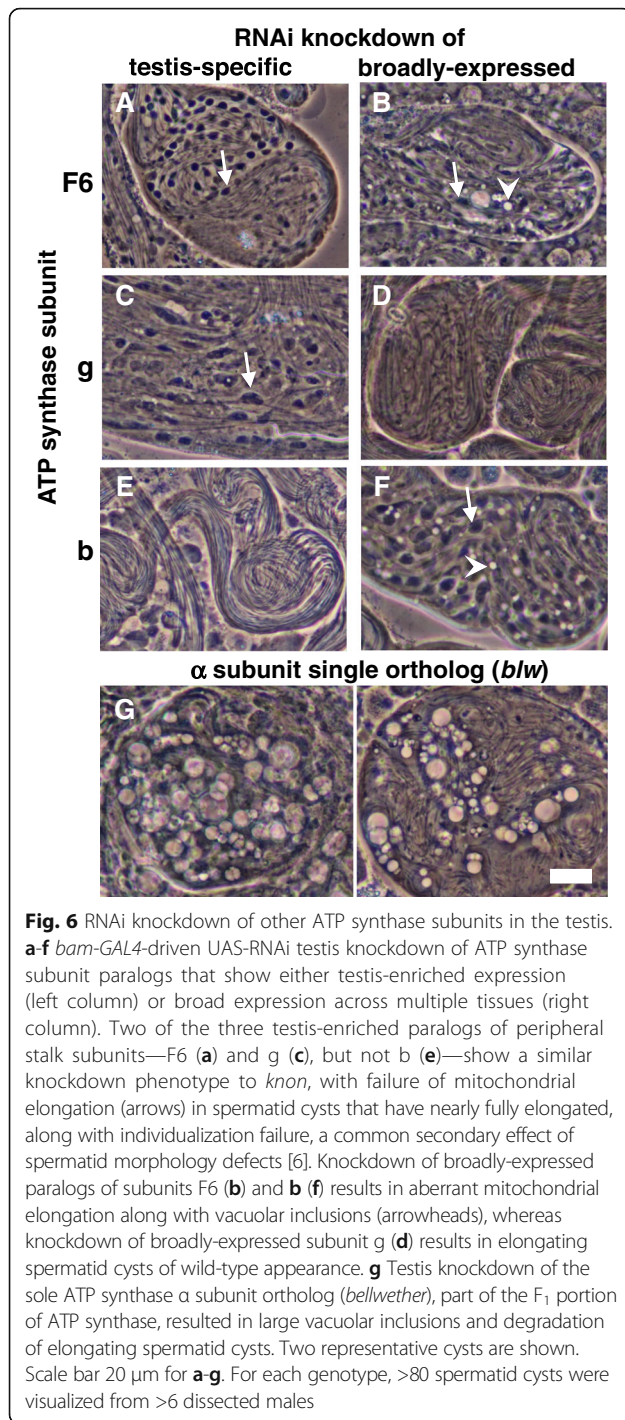 RNAi knockdown of
testis-specific broadly-expressed
A
B
F6
C
D
g
ATP synthase subunit
E
F
b
α subunit single ortholog (blw)
G
Fig. 6 RNAi knockdown of other ATP synthase subunits in the testis.
a-f bam-GAL4-driven UAS-RNAi testis knockdown of ATP synthase
subunit paralogs that show either testis-enriched expression
(left column) or broad expression across multiple tissues (right
column). Two of the three testis-enriched paralogs of peripheral
stalk subunits—F6 (a) and g (c), but not b (e)—show a similar
knockdown phenotype to knon, with failure of mitochondrial
elongation (arrows) in spermatid cysts that have nearly fully elongated,
along with individualization failure, a common secondary effect of
spermatid morphology defects [6]. Knockdown of broadly-expressed
paralogs of subunits F6 (b) and b (f) results in aberrant mitochondrial
elongation along with vacuolar inclusions (arrowheads), whereas
knockdown of broadly-expressed subunit g (d) results in elongating
spermatid cysts of wild-type appearance. g Testis knockdown of the
sole ATP synthase α subunit ortholog (bellwether), part of the F₁ portion
of ATP synthase, resulted in large vacuolar inclusions and degradation
of elongating spermatid cysts. Two representative cysts are shown.
Scale bar 20 μm for a-g. For each genotype, >80 spermatid cysts were
visualized from >6 dissected males